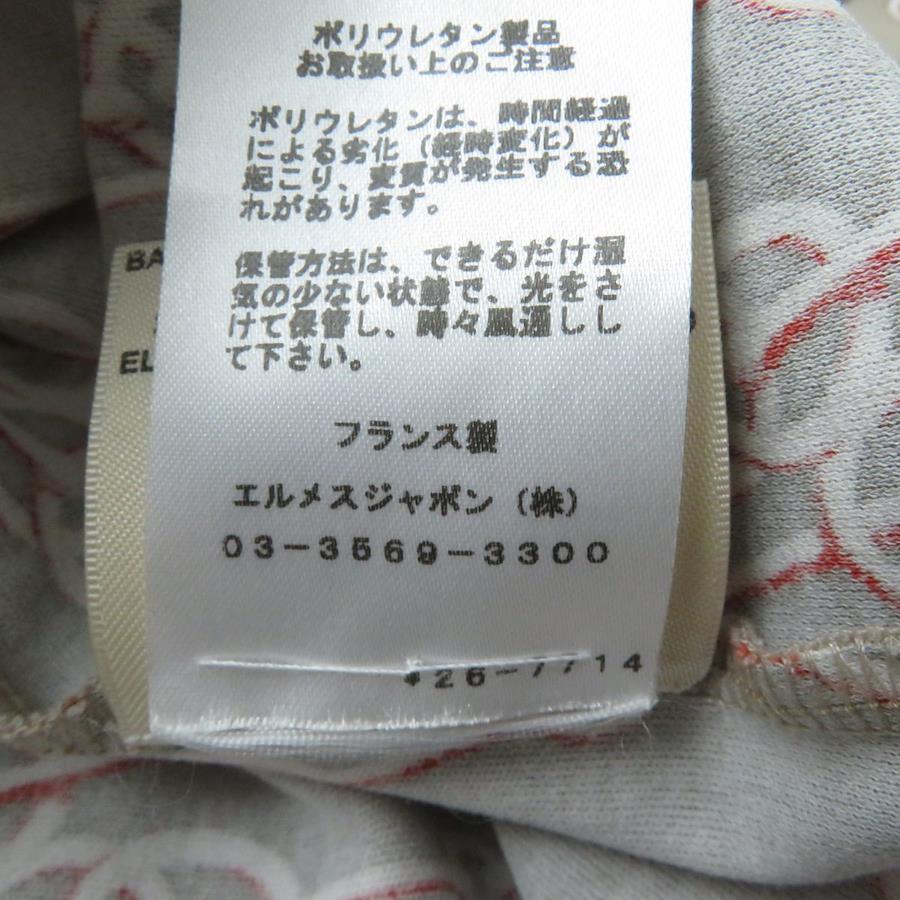 ポリウレタン製品
お取扱い上のご注意
ポリウレタンは、時間経過
による劣化（経時変化）が
起こり、変質が発生する恐
れがあります。
保管方法は、できるだけ湿
気の少ない状態で、光をさ
けて保管し、時々風通しし
て下さい。
フランス製
エルメスジャポン（株）
03-3569-3300
26-7714
BA
EL